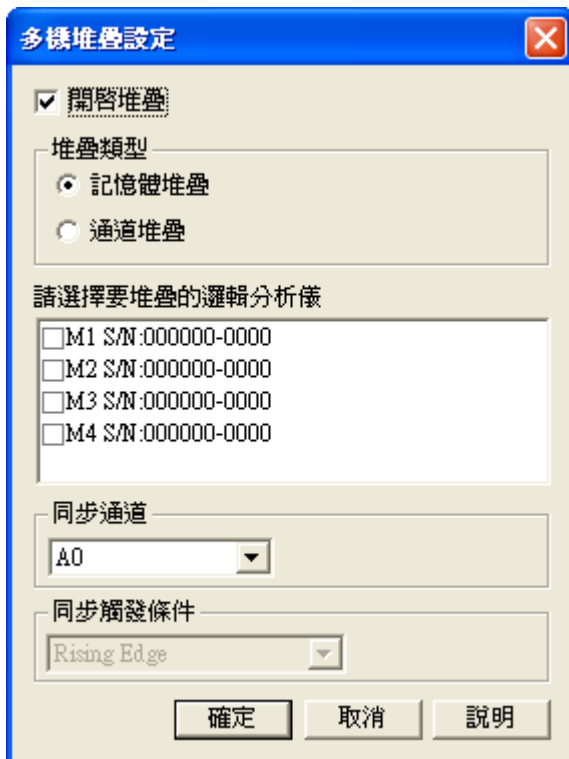 多機堆疊設定
開啓堆疊
堆疊類型
記憶體堆疊
通道堆疊
請選擇要堆疊的邏輯分析儀
M1 S/N:000000-0000
M2 S/N:000000-0000
M3 S/N:000000-0000
M4 S/N:000000-0000
同步通道
A0
同步觸發條件
Rising Edge
確定 取消 說明